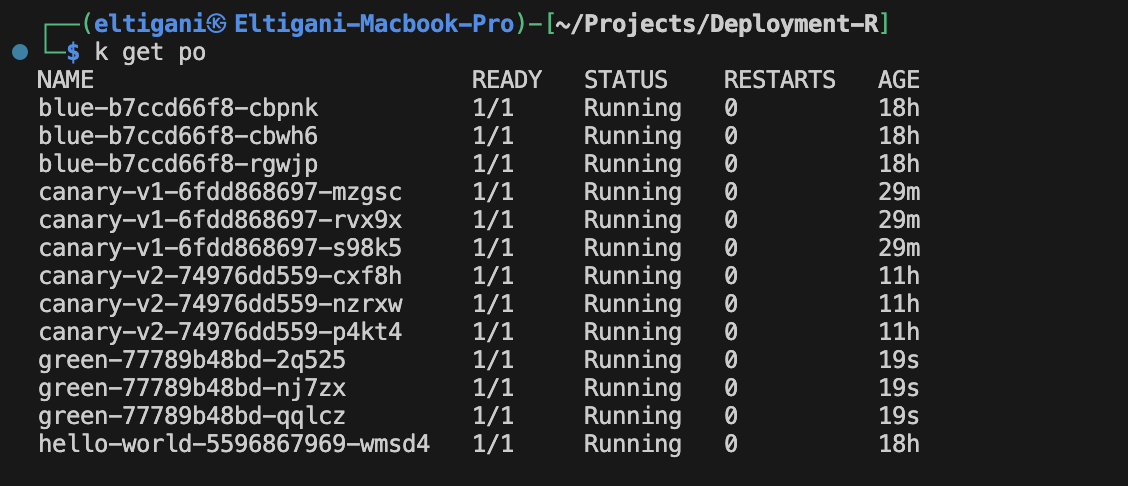 (eltigani㉿Eltigani-Macbook-Pro)-[~/Projects/Deployment-R]
$ k get po
NAME READY STATUS RESTARTS AGE
blue-b7ccd66f8-cbpnk 1/1 Running 0 18h
blue-b7ccd66f8-cbwh6 1/1 Running 0 18h
blue-b7ccd66f8-rgwjp 1/1 Running 0 18h
canary-v1-6fdd868697-mzgsc 1/1 Running 0 29m
canary-v1-6fdd868697-rvx9x 1/1 Running 0 29m
canary-v1-6fdd868697-s98k5 1/1 Running 0 29m
canary-v2-74976dd559-cxf8h 1/1 Running 0 11h
canary-v2-74976dd559-nzrxw 1/1 Running 0 11h
canary-v2-74976dd559-p4kt4 1/1 Running 0 11h
green-77789b48bd-2q525 1/1 Running 0 19s
green-77789b48bd-nj7zx 1/1 Running 0 19s
green-77789b48bd-qqlcz 1/1 Running 0 19s
hello-world-5596867969-wmsd4 1/1 Running 0 18h